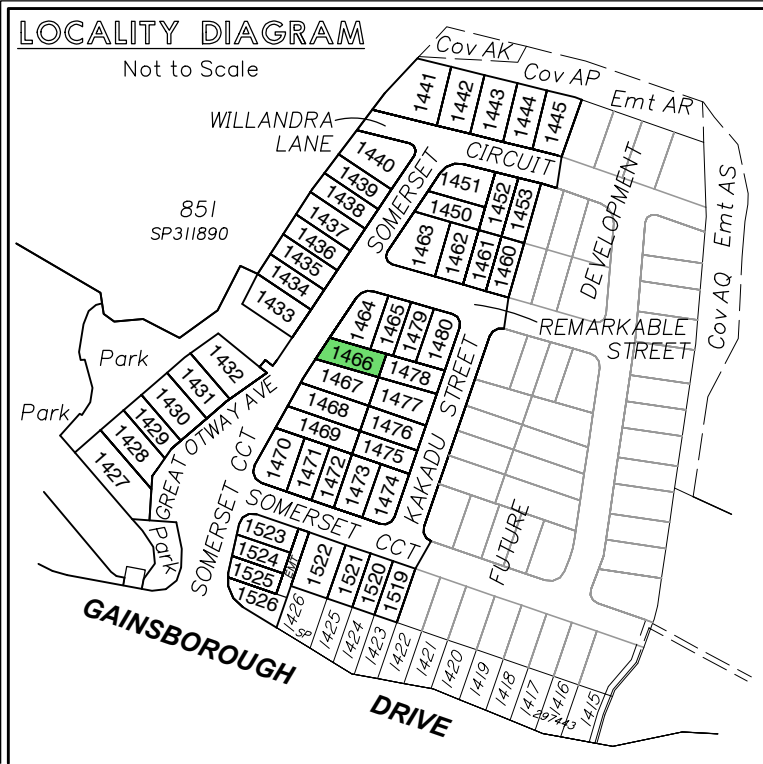 LOCALITY DIAGRAM
Not to Scale
Cov AK
Cov AP
Emt AR
1441
1442
1443
1444
1445
WILLANDRA
LANE
1440
1439
1438
1437
1436
1435
1434
1433
SOMERSET
CIRCUIT
1451
1450
1452
1453
1463
1462
1461
1460
DEVELOPMENT
Emt AS
Cov AQ
851
SP311890
REMARKABLE
STREET
1464
1465
1479
1480
1466
1478
1467
1477
1468
1476
1469
1475
1470
1471
1472
1473
1474
KAKADU STREET
Park
Park
1432
1431
1430
1429
1428
1427
GREAT OTWAY AVE
SOMERSET CCT
SOMERSET CCT
FUTURE
Park
1523
1524
1525
1526
EMT
1522
1521
1520
1519
1426
SP
1425
1424
1423
1422
1421
1420
1419
1418
1417
1416
1415
297443
GAINSBOROUGH
DRIVE